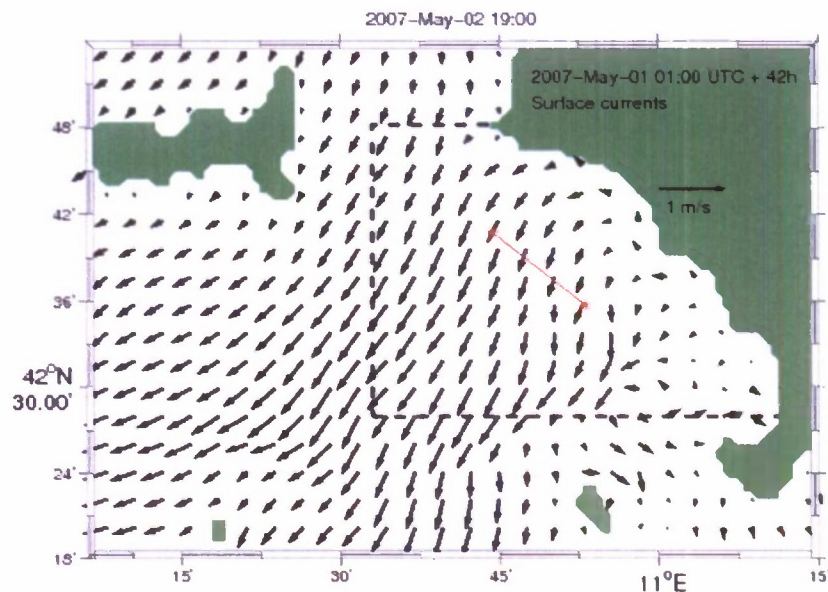 2007-May-02 19:00
2007-May-01 01:00 UTC + 42h
Surface currents
1 m/s
48'
42'
36'
42°N
30.00'
24'
18'
15'
30'
45'
11°E
15'